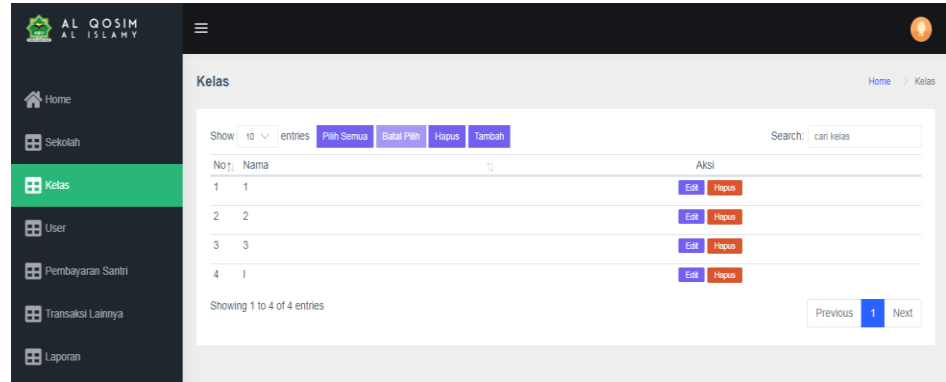 AL QOSIM
AL ISLAMY
Kelas
Home > Kelas
Home
Sekolah
Kelas
User
Pembayaran Santri
Transaksi Lainnya
Laporan
Show 10 entries Pilih Semua Batal Pilih Hapus Tambah Search: cari kelas
No Nama Aksi
1 1 Edit Hapus
2 2 Edit Hapus
3 3 Edit Hapus
4 I Edit Hapus
Showing 1 to 4 of 4 entries
Previous 1 Next